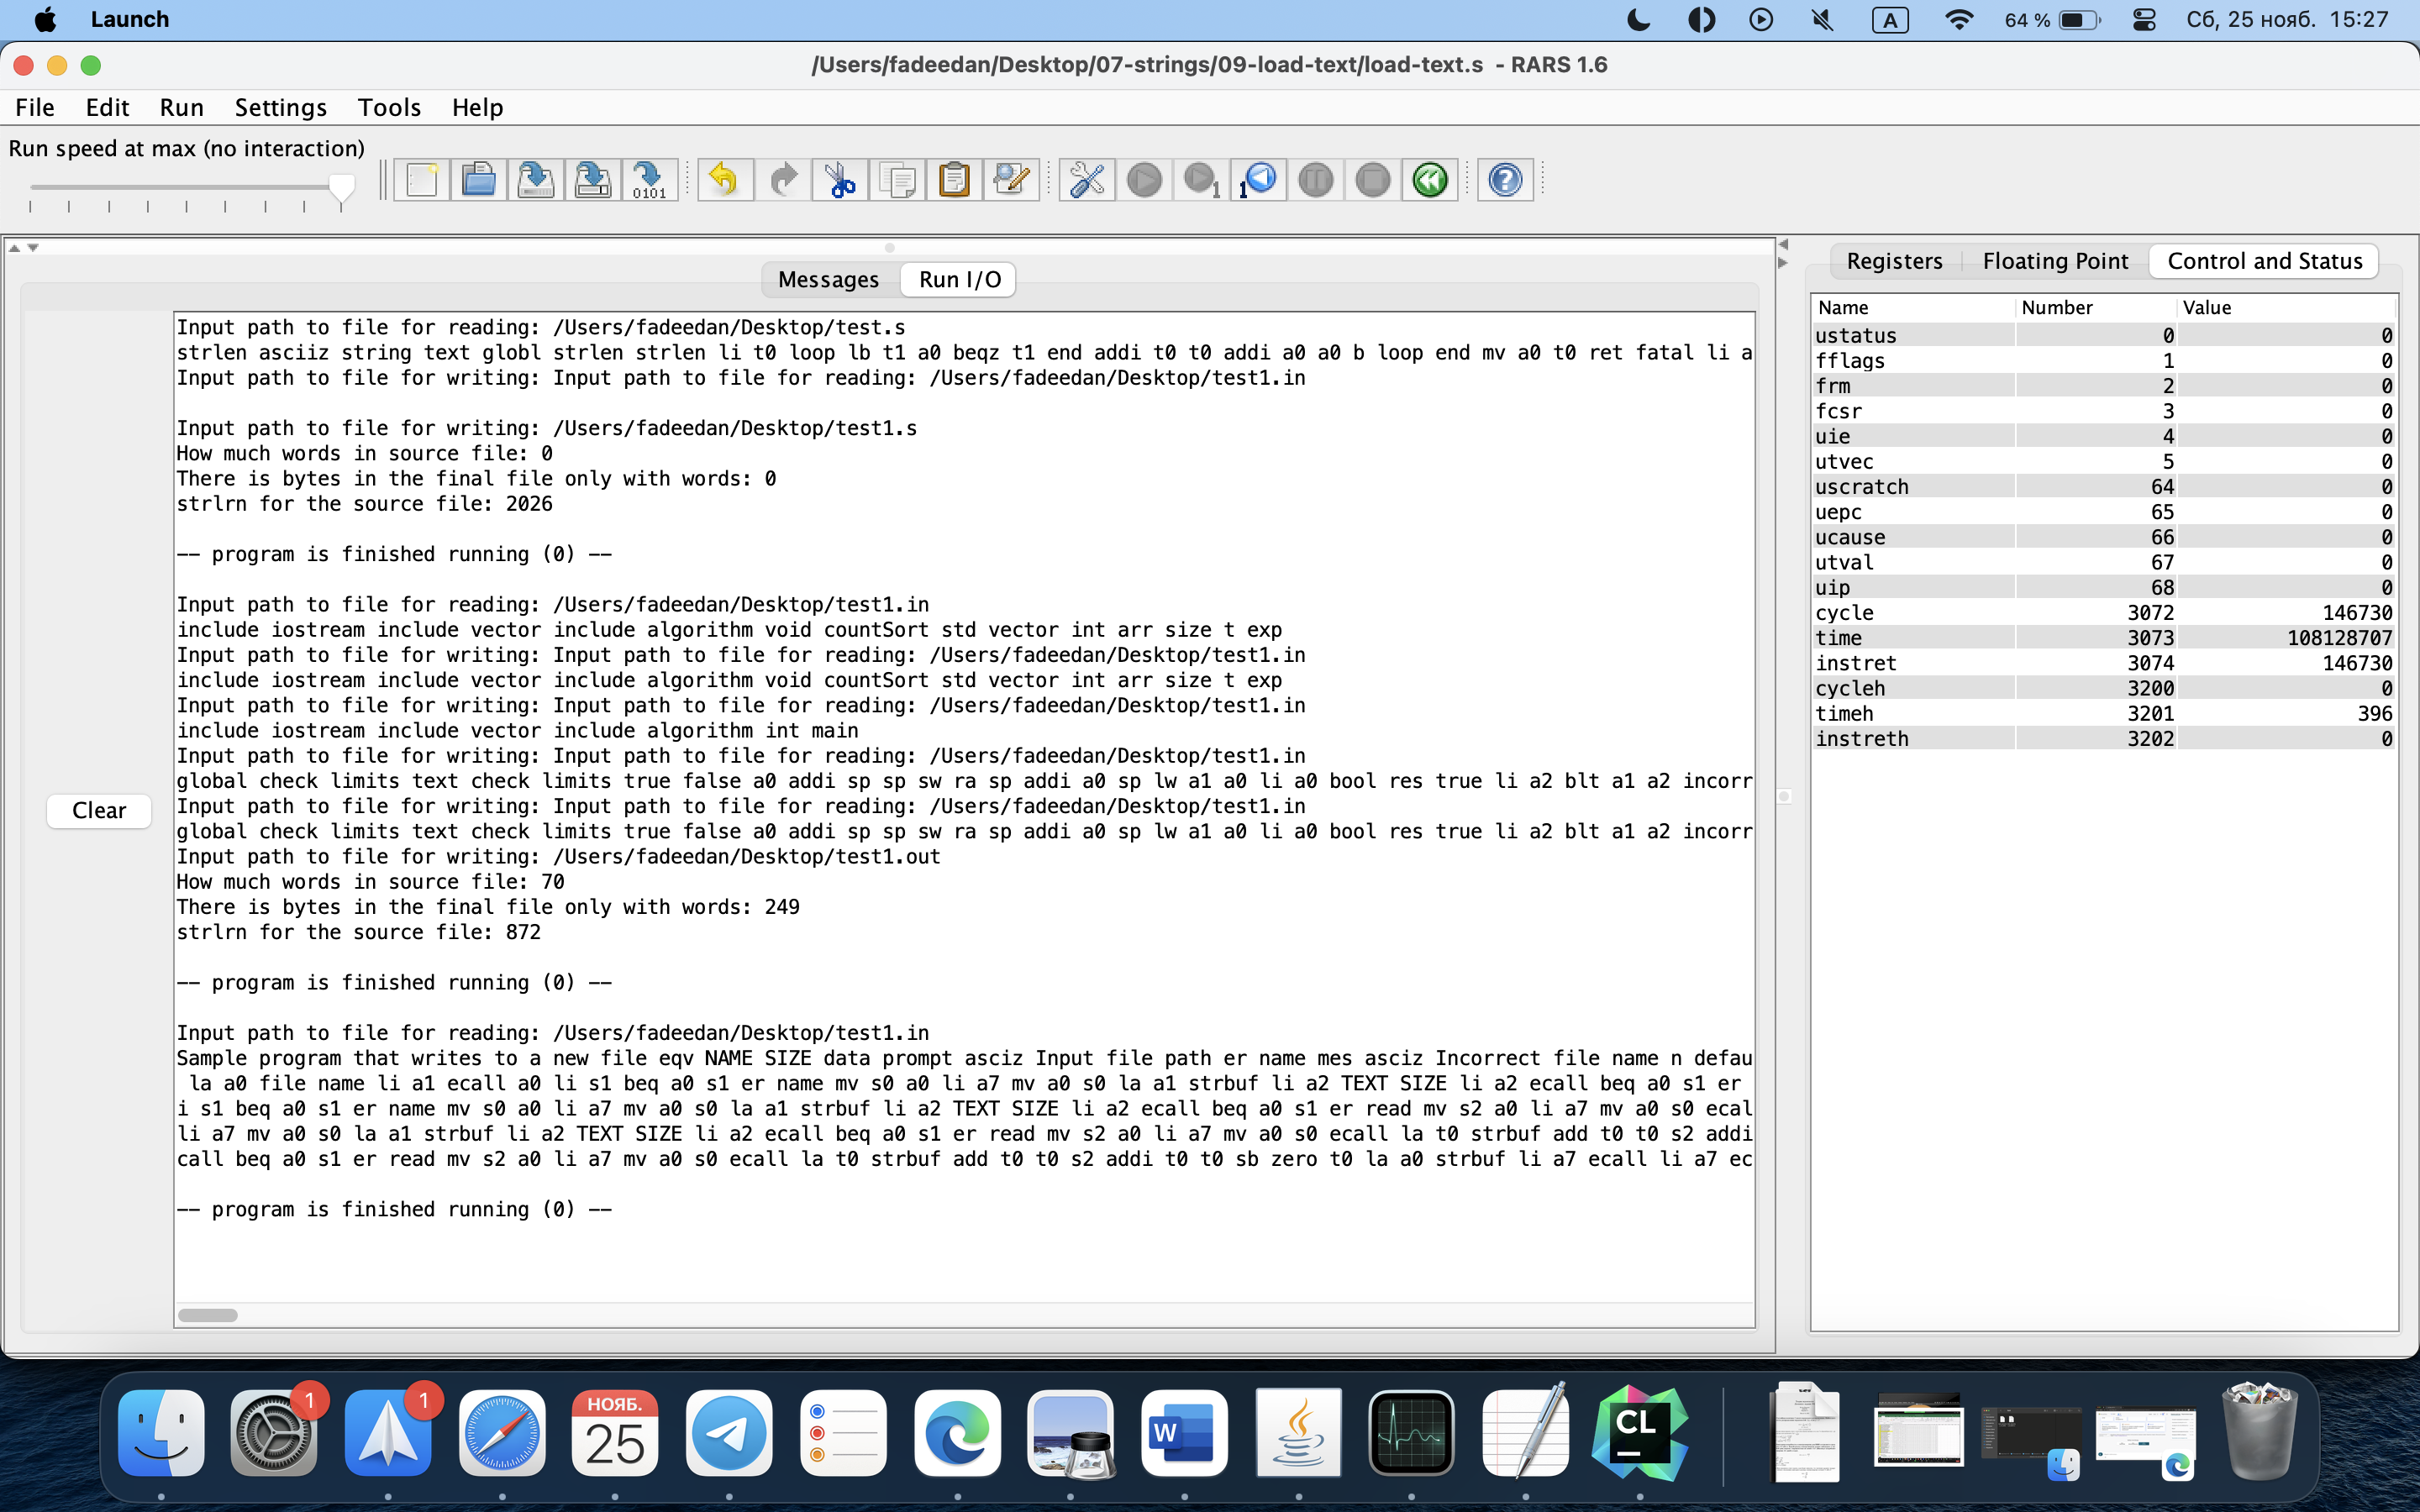 Launch
A
64 %
Сб, 25 нояб. 15:27
/Users/fadeedan/Desktop/07-strings/09-load-text/load-text.s - RARS 1.6
File Edit Run Settings Tools Help
Run speed at max (no interaction)
0101
1
1
Messages
Run I/O
Input path to file for reading: /Users/fadeedan/Desktop/test.s
strlen asciiz string text globl strlen strlen li t0 loop lb t1 a0 beqz t1 end addi t0 t0 addi a0 a0 b loop end mv a0 t0 ret fatal li a
Input path to file for writing: Input path to file for reading: /Users/fadeedan/Desktop/test1.in
Input path to file for writing: /Users/fadeedan/Desktop/test1.s
How much words in source file: 0
There is bytes in the final file only with words: 0
strlrn for the source file: 2026
-- program is finished running (0) --
Input path to file for reading: /Users/fadeedan/Desktop/test1.in
include iostream include vector include algorithm void countSort std vector int arr size t exp
Input path to file for writing: Input path to file for reading: /Users/fadeedan/Desktop/test1.in
include iostream include vector include algorithm void countSort std vector int arr size t exp
Input path to file for writing: Input path to file for reading: /Users/fadeedan/Desktop/test1.in
include iostream include vector include algorithm int main
Input path to file for writing: Input path to file for reading: /Users/fadeedan/Desktop/test1.in
global check limits text check limits true false a0 addi sp sp sw ra sp addi a0 sp lw a1 a0 li a0 bool res true li a2 blt a1 a2 incorr
Input path to file for writing: Input path to file for reading: /Users/fadeedan/Desktop/test1.in
global check limits text check limits true false a0 addi sp sp sw ra sp addi a0 sp lw a1 a0 li a0 bool res true li a2 blt a1 a2 incorr
Input path to file for writing: /Users/fadeedan/Desktop/test1.out
How much words in source file: 70
There is bytes in the final file only with words: 249
strlrn for the source file: 872
-- program is finished running (0) --
Input path to file for reading: /Users/fadeedan/Desktop/test1.in
Sample program that writes to a new file eqv NAME SIZE data prompt asciz Input file path er name mes asciz Incorrect file name n defau
la a0 file name li a1 ecall a0 li s1 beq a0 s1 er name mv s0 a0 li a7 mv a0 s0 la a1 strbuf li a2 TEXT SIZE li a2 ecall beq a0 s1 er
i s1 beq a0 s1 er name mv s0 a0 li a7 mv a0 s0 la a1 strbuf li a2 TEXT SIZE li a2 ecall beq a0 s1 er read mv s2 a0 li a7 mv a0 s0 ecal
li a7 mv a0 s0 la a1 strbuf li a2 TEXT SIZE li a2 ecall beq a0 s1 er read mv s2 a0 li a7 mv a0 s0 ecall la t0 strbuf add t0 t0 s2 addi
call beq a0 s1 er read mv s2 a0 li a7 mv a0 s0 ecall la t0 strbuf add t0 t0 s2 addi t0 t0 sb zero t0 la a0 strbuf li a7 ecall li a7 ec
-- program is finished running (0) --
Clear
Registers
Floating Point
Control and Status
Name Number Value
ustatus 0 0
fflags 1 0
frm 2 0
fcsr 3 0
uie 4 0
utvec 5 0
uscratch 64 0
uepc 65 0
ucause 66 0
utval 67 0
uip 68 0
cycle 3072 146730
time 3073 108128707
instret 3074 146730
cycleh 3200 0
timeh 3201 396
instreth 3202 0
1
1
НОЯБ.
25
W
CL